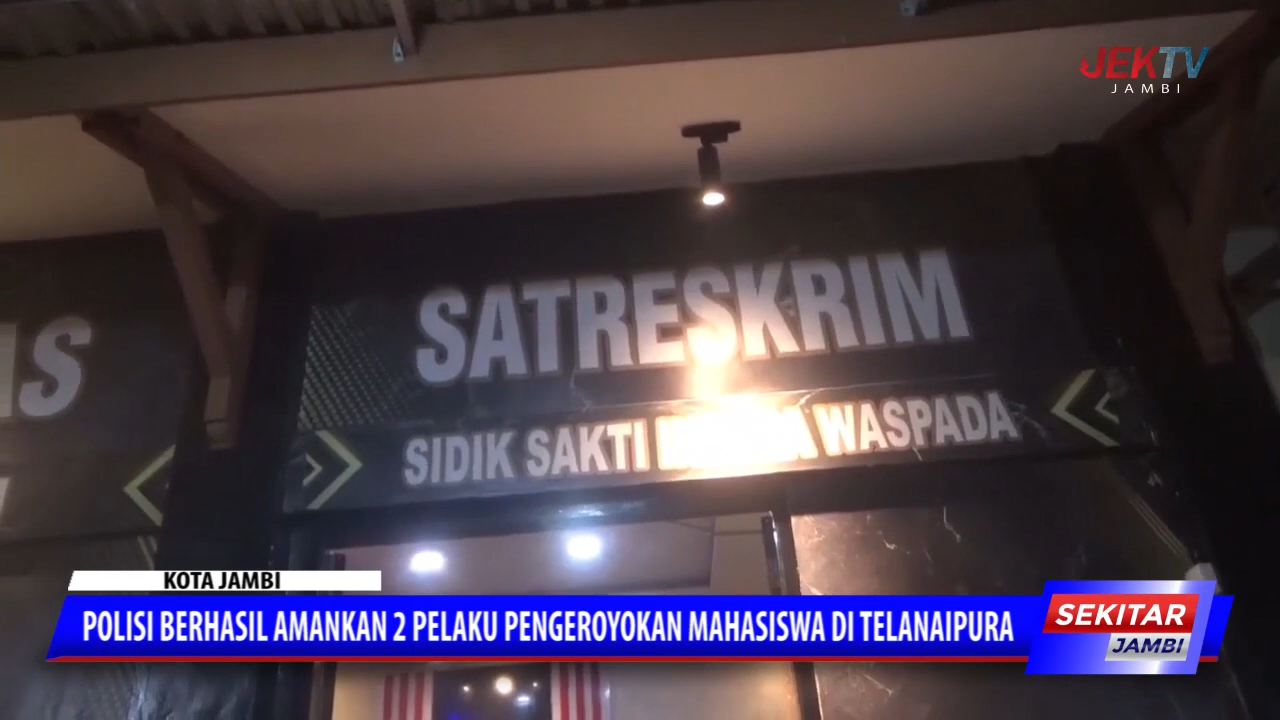 JEKTV
JAMBI
SATRESKRIM
SIDIK SAKTI
WASPADA
KOTA JAMBI
POLISI BERHASIL AMANKAN 2 PELAKU PENGEROYOKAN MAHASISWA DI TELANAIPURA
SEKITAR
JAMBI